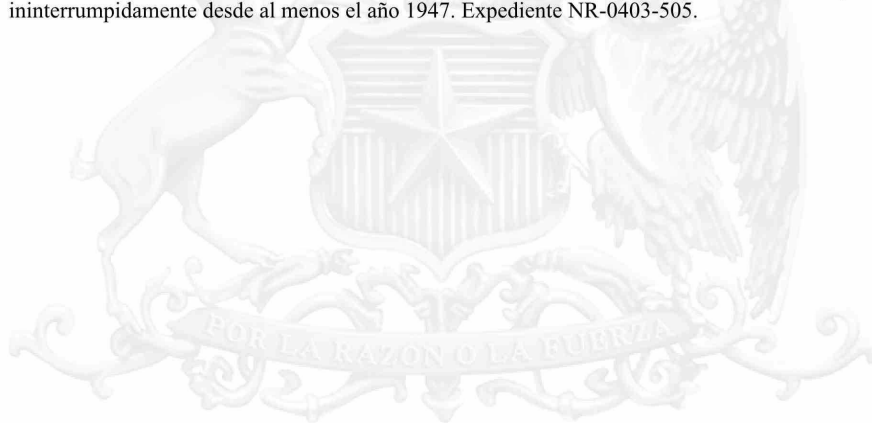 ininterrumpidamente desde al menos el año 1947. Expediente NR-0403-505.
POR LA RAZON O LA FUERZA